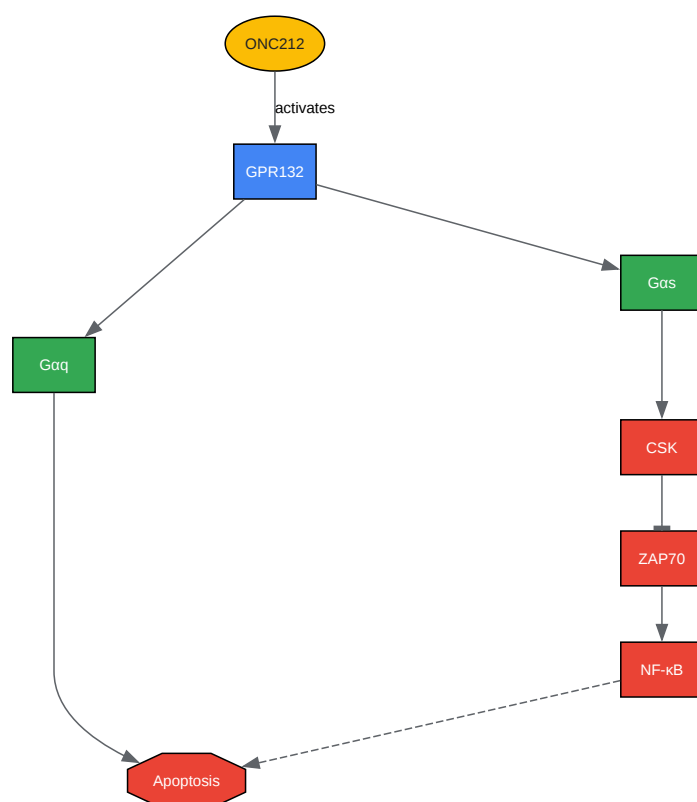 ONC212
activates
GPR132
Gαs
Gαq
CSK
ZAP70
NF-κB
Apoptosis